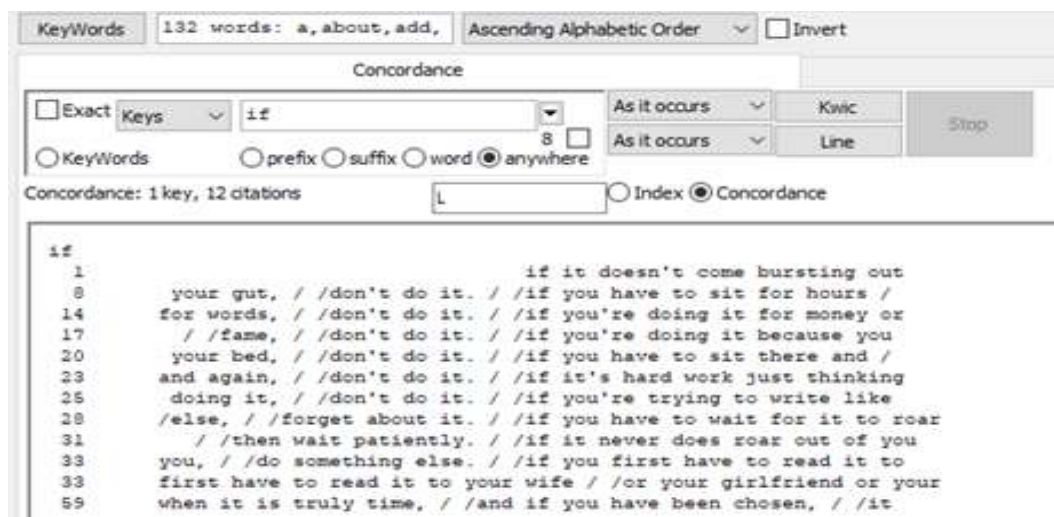 KeyWords 132 words: a,about,add, Ascending Alphabetic Order Invert
Concordance
Exact Keys if As it occurs Kwic Stop
8 As it occurs Line
KeyWords prefix suffix word anywhere
Concordance: 1 key, 12 citations L Index Concordance
if
1 if it doesn't come bursting out
8 your gut, / /don't do it. / /if you have to sit for hours /
14 for words, / /don't do it. / /if you're doing it for money or
17 / /fame, / /don't do it. / /if you're doing it because you
20 your bed, / /don't do it. / /if you have to sit there and /
23 and again, / /don't do it. / /if it's hard work just thinking
25 doing it, / /don't do it. / /if you're trying to write like
28 /else, / /forget about it. / /if you have to wait for it to roar
31 / /then wait patiently. / /if it never does roar out of you
33 you, / /do something else. / /if you first have to read it to
33 first have to read it to your wife / /or your girlfriend or your
59 when it is truly time, / /and if you have been chosen, / /it